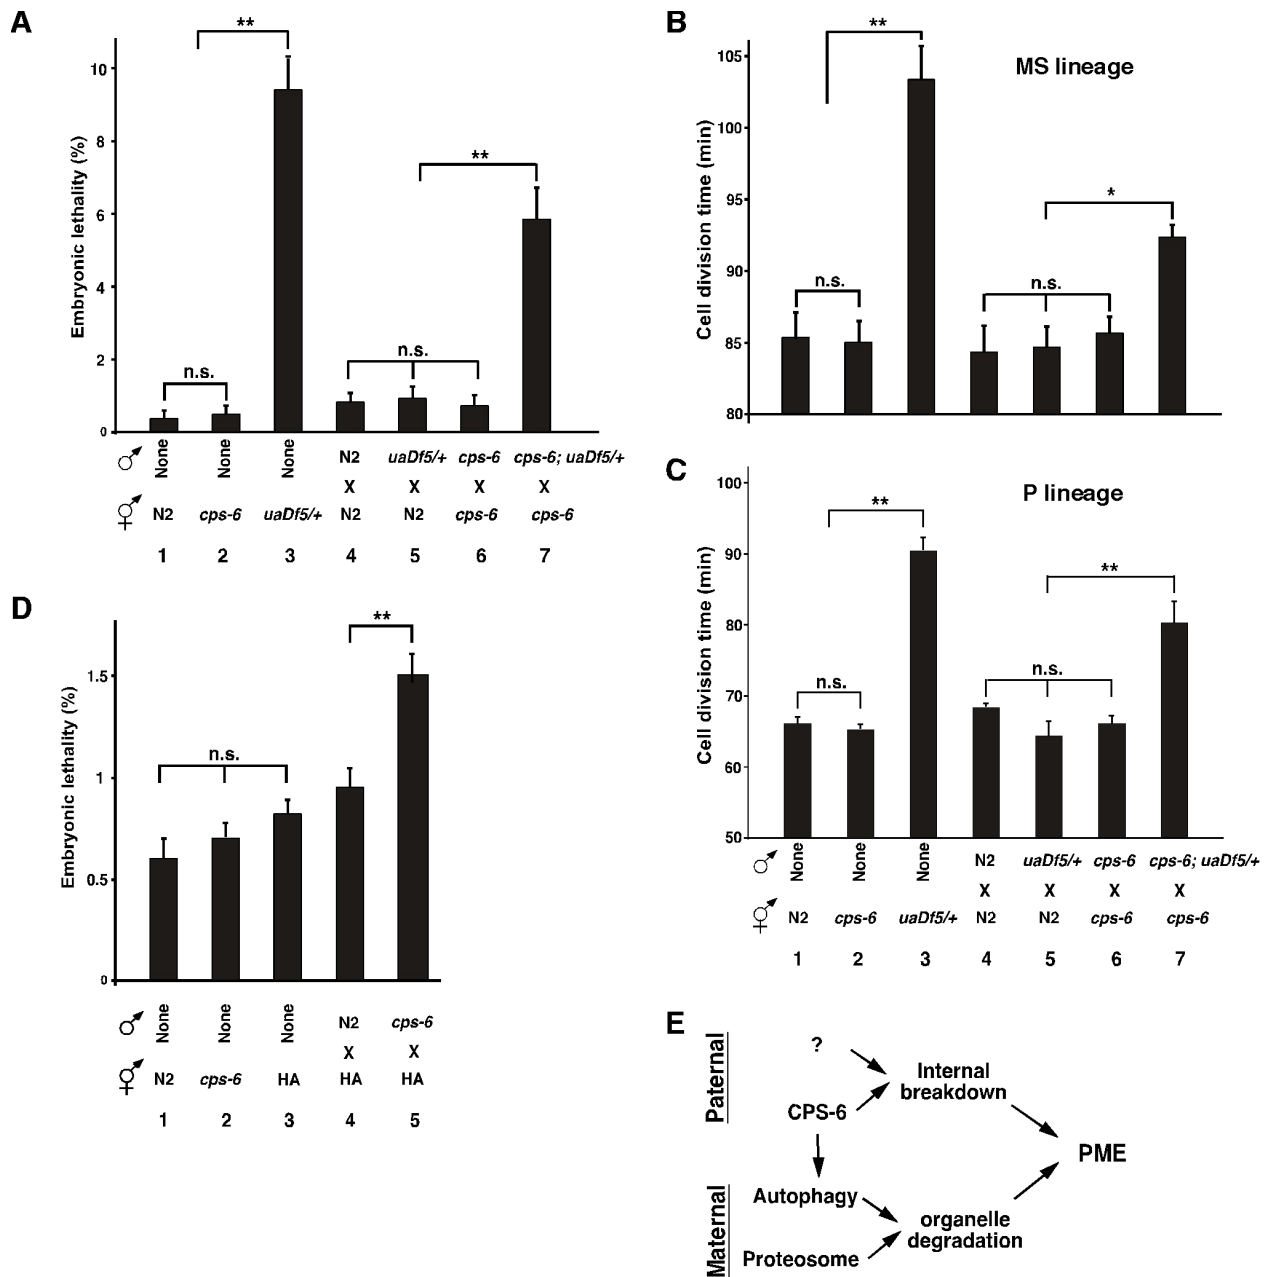 A
**
10
8
6
4
2
0
Embryonic lethality (%)
n.s.
n.s.
**
♂ None None None N2 uaDf5/+ cps-6 cps-6; uaDf5/+
X X X X
⚥ N2 cps-6 uaDf5/+ N2 N2 cps-6 cps-6
1 2 3 4 5 6 7
B
MS lineage
**
105
100
95
90
85
80
Cell division time (min)
n.s.
n.s.
*
C
P lineage
**
100
90
80
70
60
50
Cell division time (min)
n.s.
n.s.
**
♂ None None None N2 uaDf5/+ cps-6 cps-6; uaDf5/+
X X X X
⚥ N2 cps-6 uaDf5/+ N2 N2 cps-6 cps-6
1 2 3 4 5 6 7
D
**
1.5
1
0.5
0
Embryonic lethality (%)
n.s.
♂ None None None N2 cps-6
X X
⚥ N2 cps-6 HA HA HA
1 2 3 4 5
E
Paternal
?
CPS-6
Internal
breakdown
PME
Maternal
Autophagy
Proteosome
organelle
degradation